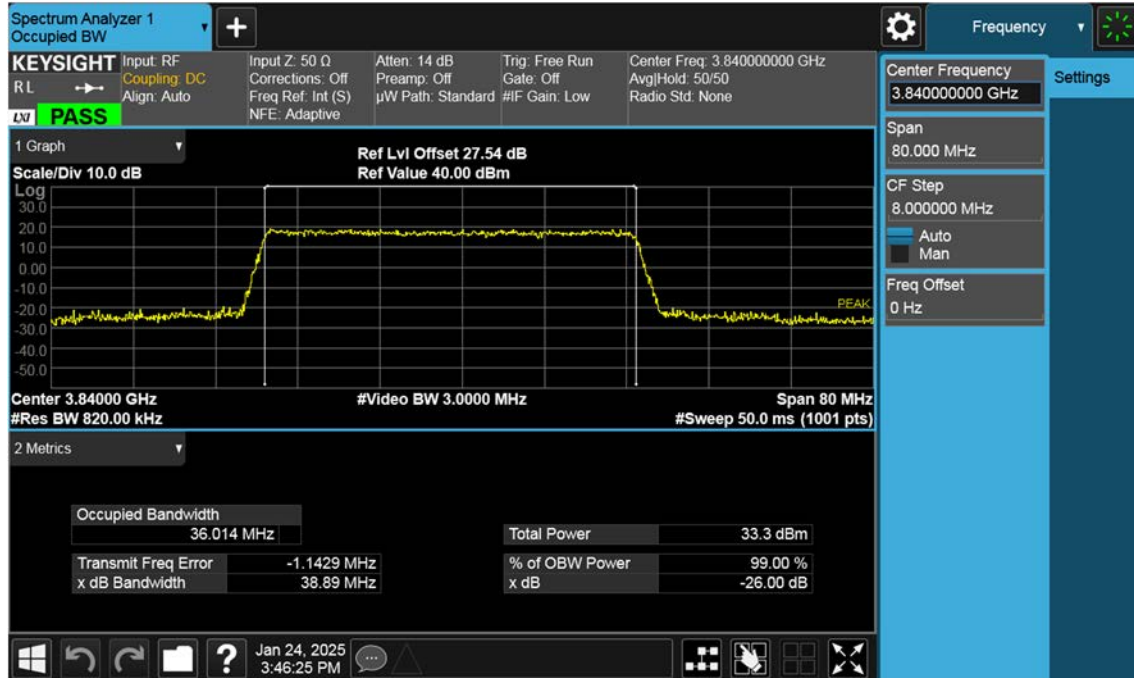 Spectrum Analyzer 1
Occupied BW
+
Frequency
KEYSIGHT
R L
LXI
PASS
Input: RF
Coupling: DC
Align: Auto
Input Z: 50 Ω
Corrections: Off
Freq Ref: Int (S)
NFE: Adaptive
Atten: 14 dB
Preamp: Off
µW Path: Standard
Trig: Free Run
Gate: Off
#IF Gain: Low
Center Freq: 3.840000000 GHz
Avg|Hold: 50/50
Radio Std: None
Center Frequency
3.840000000 GHz
Settings
Span
80.000 MHz
CF Step
8.000000 MHz
Auto
Man
Freq Offset
0 Hz
1 Graph
Scale/Div 10.0 dB
Ref Lvl Offset 27.54 dB
Ref Value 40.00 dBm
Log
30.0
20.0
10.0
0.00
-10.0
-20.0
-30.0
-40.0
-50.0
PEAK
Center 3.84000 GHz
#Res BW 820.00 kHz
#Video BW 3.0000 MHz
Span 80 MHz
#Sweep 50.0 ms (1001 pts)
2 Metrics
Occupied Bandwidth
36.014 MHz
Transmit Freq Error -1.1429 MHz
x dB Bandwidth 38.89 MHz
Total Power 33.3 dBm
% of OBW Power 99.00 %
x dB -26.00 dB
?
Jan 24, 2025
3:46:25 PM